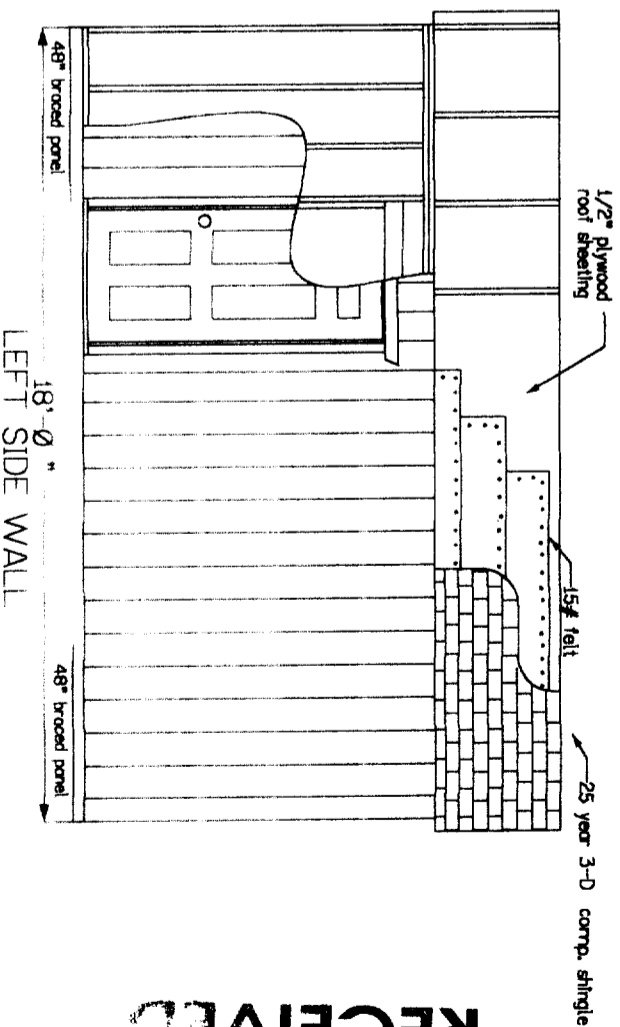 1/2" plywood
roof sheeting
15# felt
25 year 3-D comp. shingle
48" braced panel
48" braced panel
18'-0"
LEFT SIDE WALL
RECEIVED